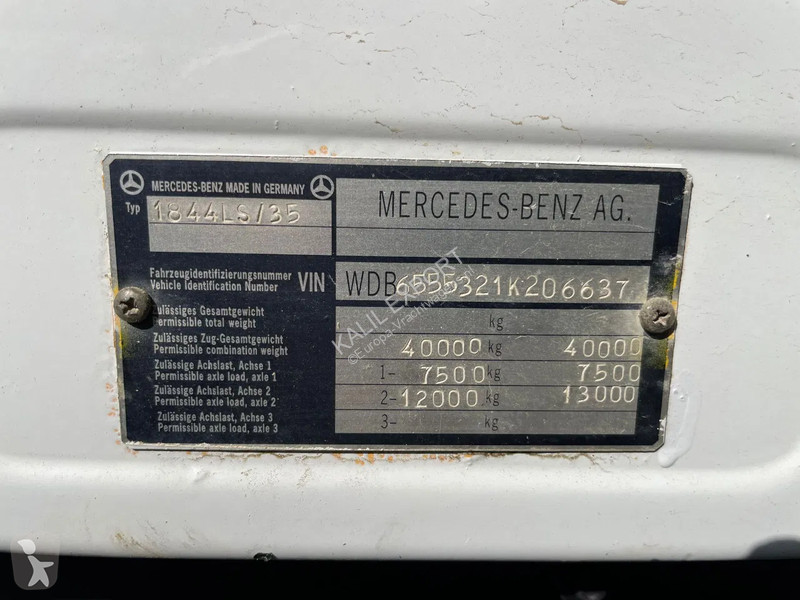 MERCEDES-BENZ MADE IN GERMANY
Typ 1844LS/35
MERCEDES-BENZ AG.
Fahrzeugidentifizierungsnummer
Vehicle Identification Number
VIN WDB6555321K206637
Zulässiges Gesamtgewicht
Permissible total weight
kg
Zulässiges Zug-Gesamtgewicht
Permissible combination weight
40000 kg 40000
Zulässige Achslast, Achse 1
Permissible axle load, axle 1
1- 7500 kg 7500
Zulässige Achslast, Achse 2
Permissible axle load, axle 2
2- 12000 kg 13000
Zulässige Achslast, Achse 3
Permissible axle load, axle 3
3- kg
KALIL EXPORT